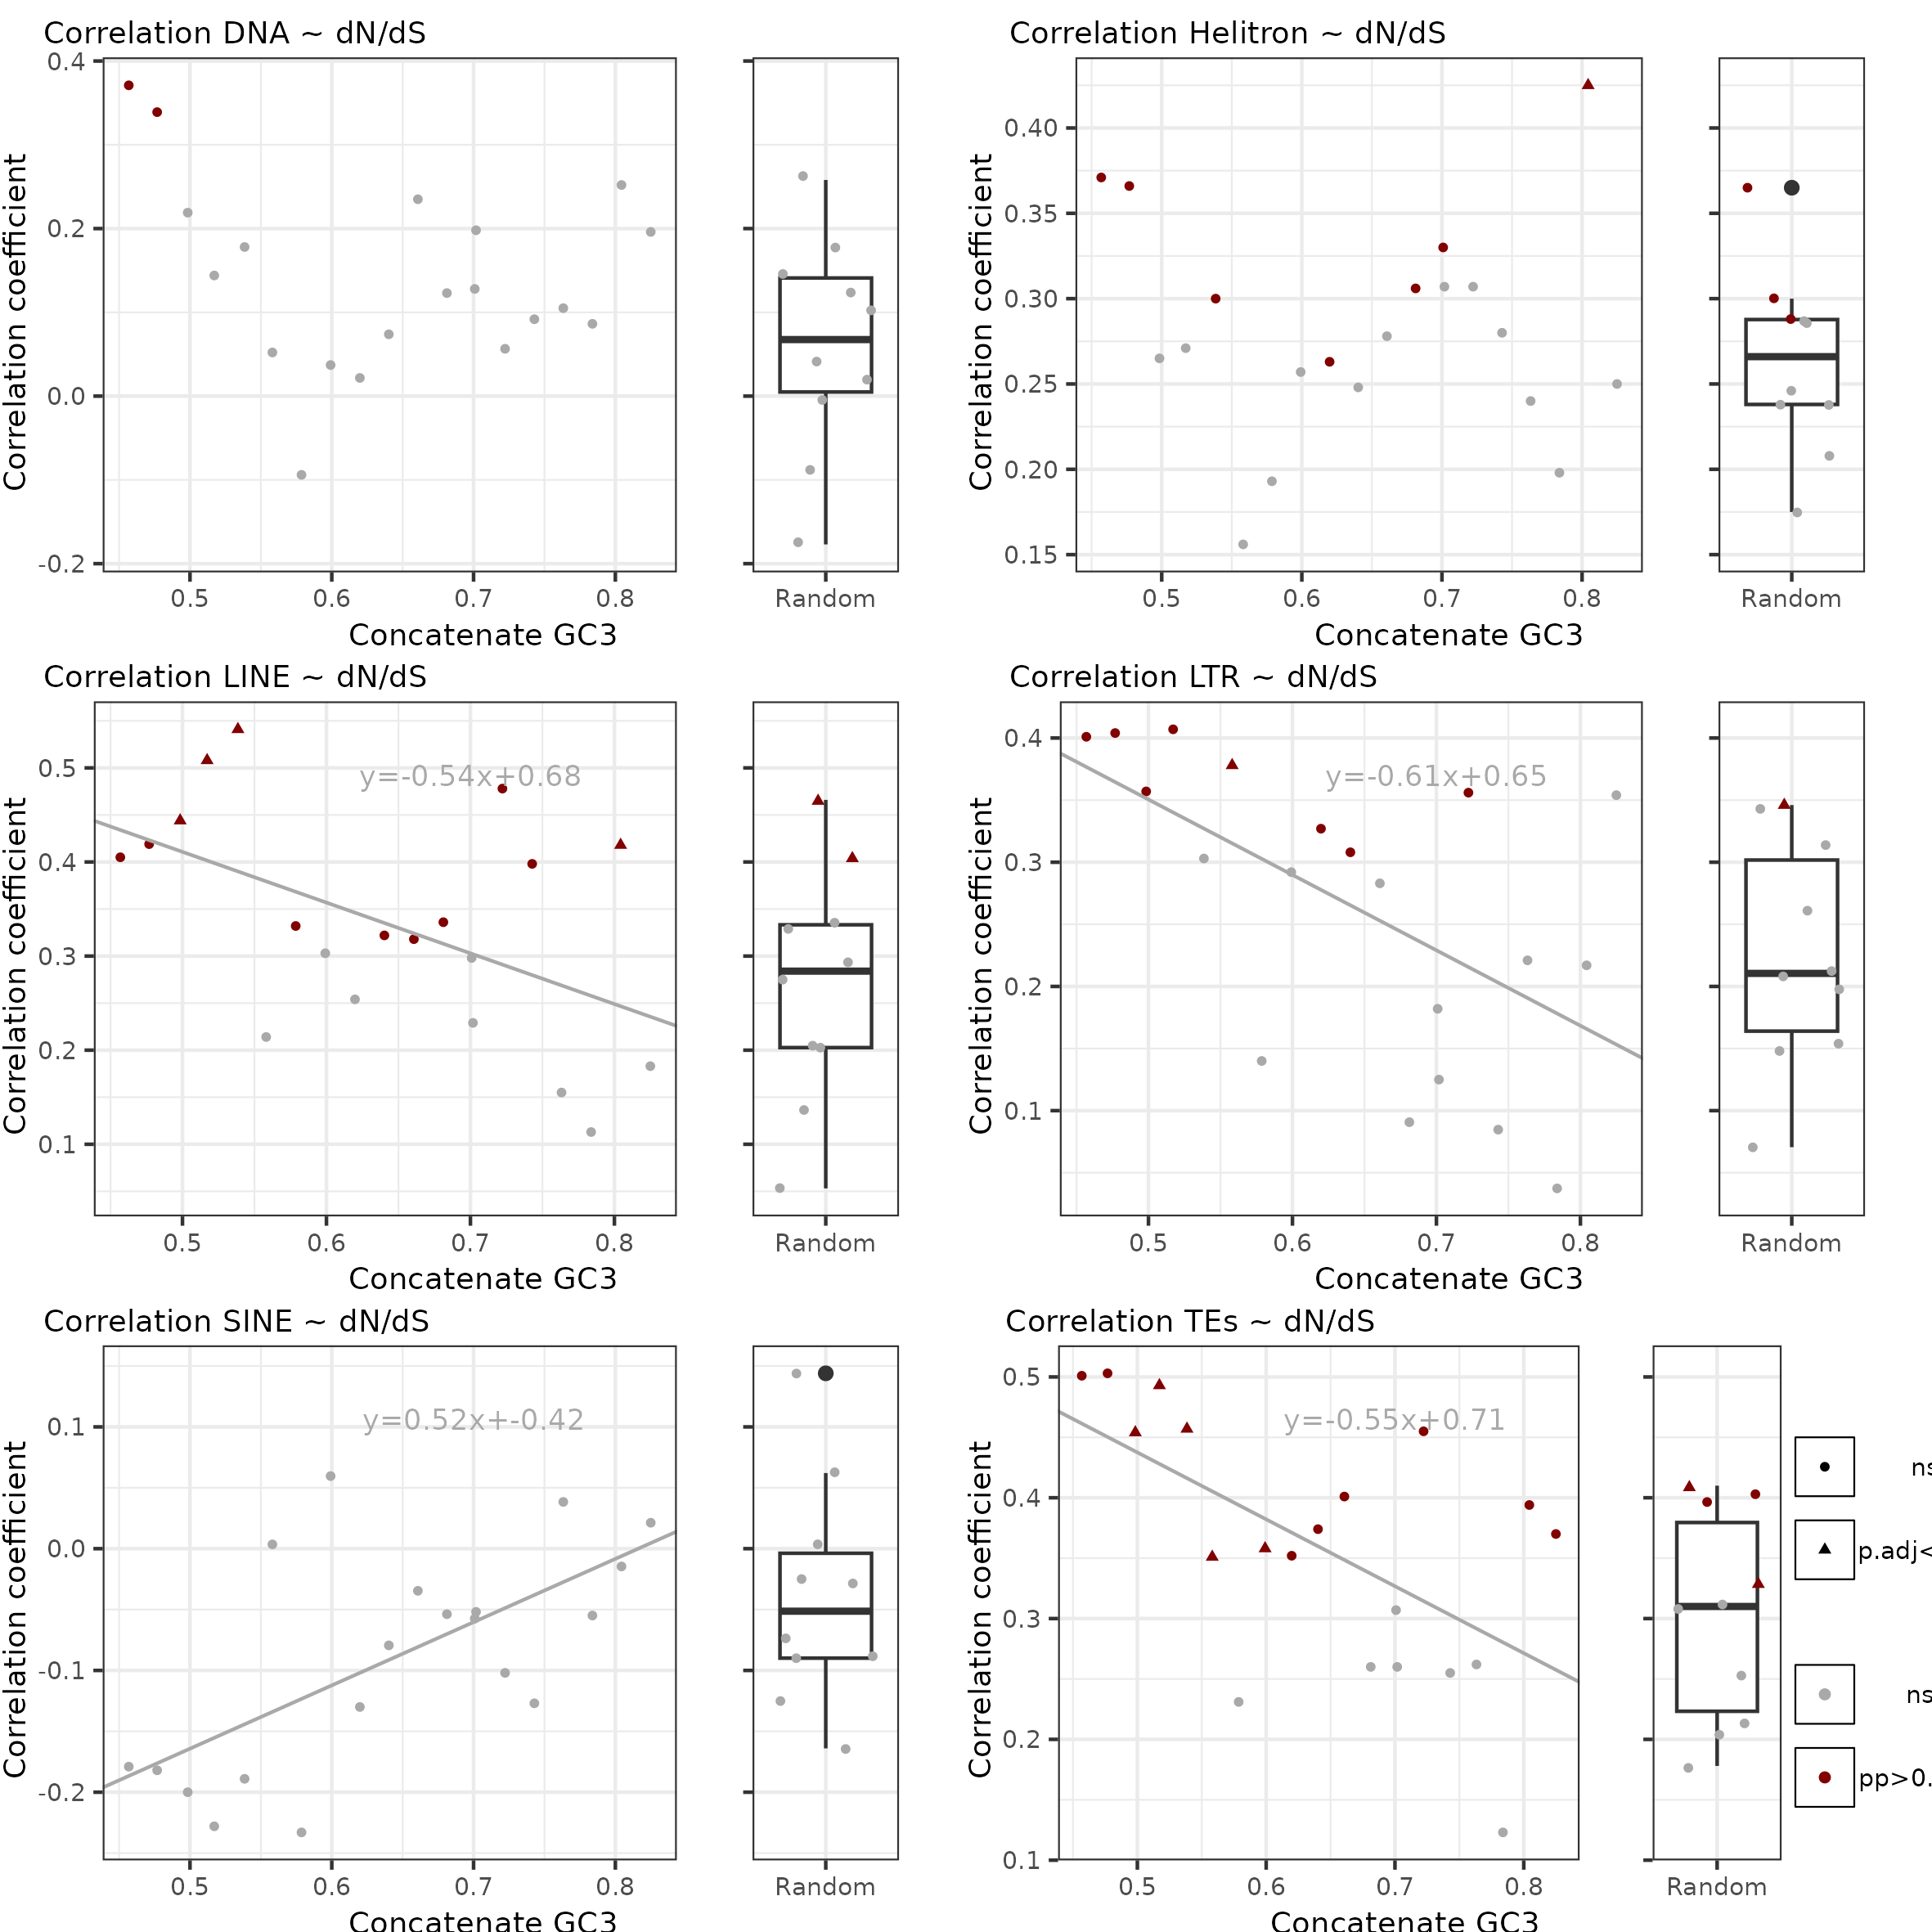 Correlation DNA ~ dN/dS
Correlation coefficient
0.4
0.2
0.0
-0.2
0.5 0.6 0.7 0.8
Concatenate GC3
Random
Correlation Helitron ~ dN/dS
Correlation coefficient
0.40
0.35
0.30
0.25
0.20
0.15
0.5 0.6 0.7 0.8
Concatenate GC3
Random
Correlation LINE ~ dN/dS
Correlation coefficient
0.5
0.4
0.3
0.2
0.1
y=-0.54x+0.68
0.5 0.6 0.7 0.8
Concatenate GC3
Random
Correlation LTR ~ dN/dS
Correlation coefficient
0.4
0.3
0.2
0.1
y=-0.61x+0.65
0.5 0.6 0.7 0.8
Concatenate GC3
Random
Correlation SINE ~ dN/dS
Correlation coefficient
0.1
0.0
-0.1
-0.2
y=0.52x+-0.42
0.5 0.6 0.7 0.8
Concatenate GC3
Random
Correlation TEs ~ dN/dS
Correlation coefficient
0.5
0.4
0.3
0.2
0.1
y=-0.55x+0.71
0.5 0.6 0.7 0.8
Concatenate GC3
Random
ns
p.adj<
ns
pp>0.